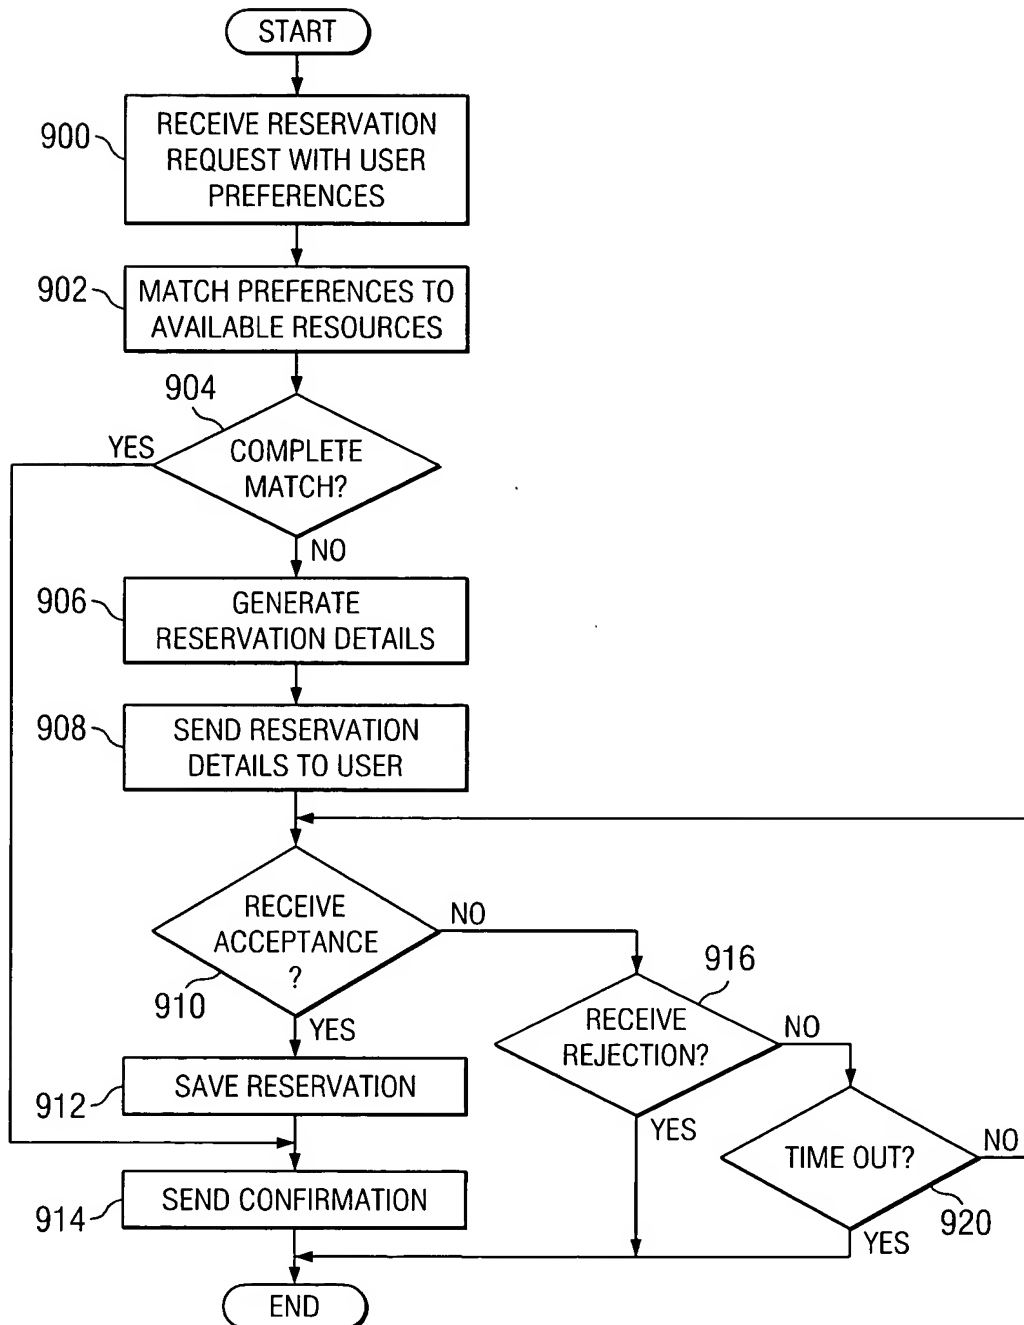 START
900
RECEIVE RESERVATION
REQUEST WITH USER
PREFERENCES
902
MATCH PREFERENCES TO
AVAILABLE RESOURCES
904
YES
COMPLETE
MATCH?
NO
906
GENERATE
RESERVATION DETAILS
908
SEND RESERVATION
DETAILS TO USER
RECEIVE
ACCEPTANCE
?
NO
910
YES
916
RECEIVE
REJECTION?
NO
YES
912
SAVE RESERVATION
TIME OUT?
NO
920
YES
914
SEND CONFIRMATION
END